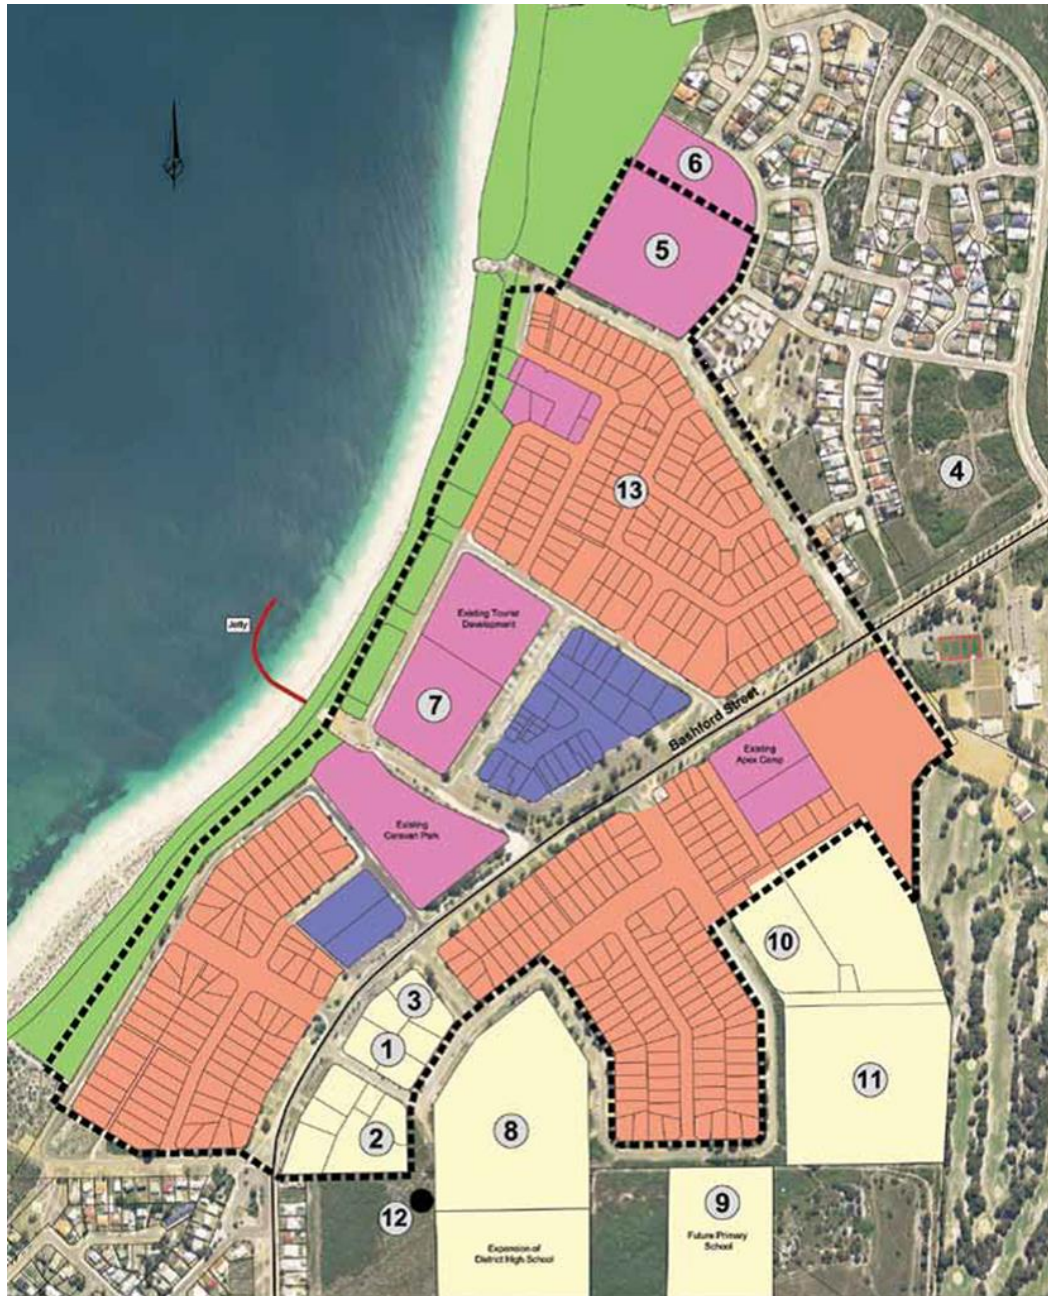 6
5
4
13
Jetty
Existing Tourist
Development
7
Bashford Street
Existing
Apex Camp
Existing
Caravan Park
10
3
1
11
8
2
9
12
Future Primary
School
Expansion of
District High School